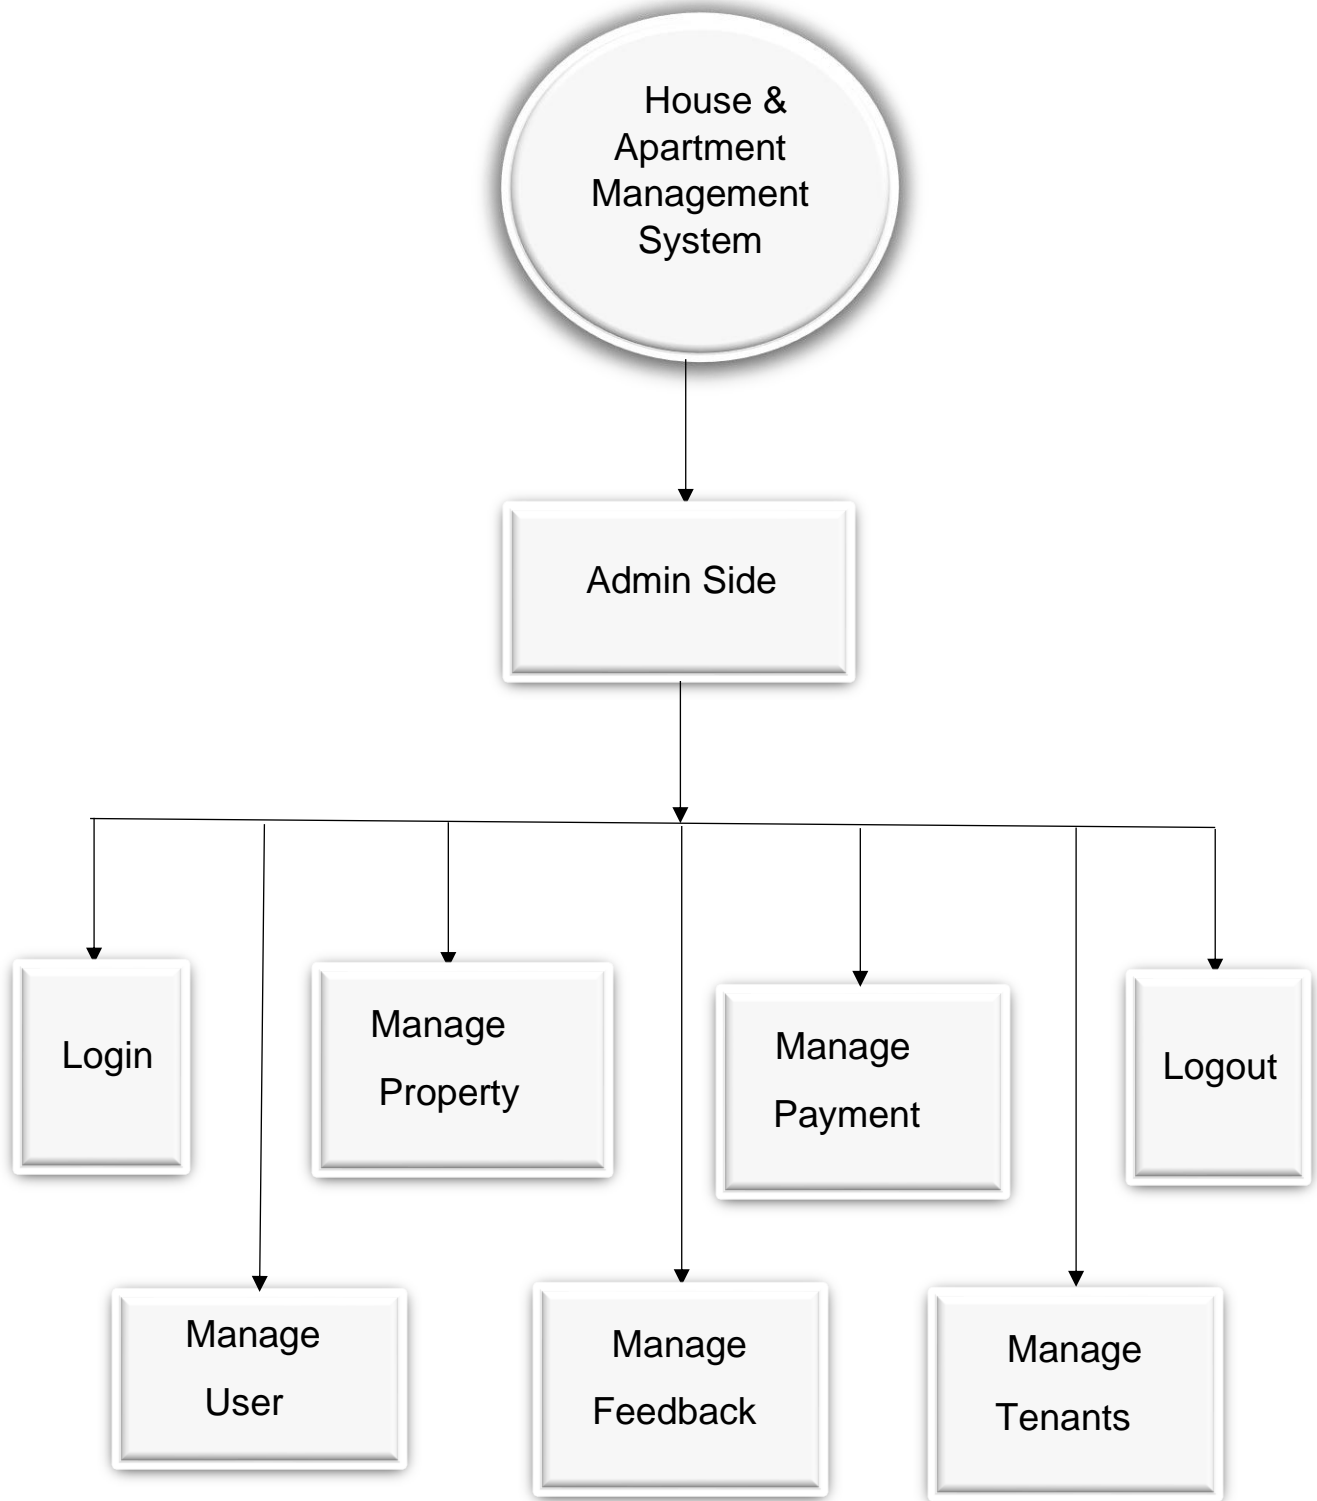 House &
Apartment
Management
System
Admin Side
Login
Manage
Property
Manage
Payment
Logout
Manage
User
Manage
Feedback
Manage
Tenants